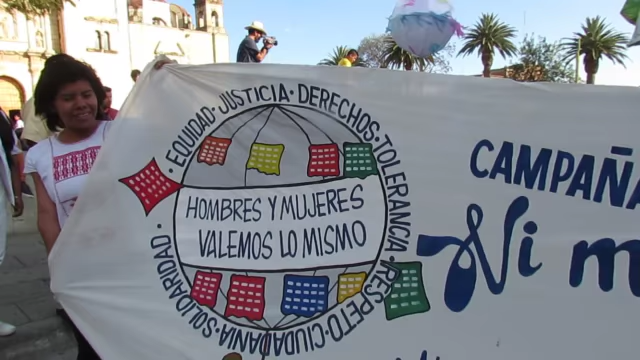 EQUIDAD · JUSTICIA · DERECHOS · TOLERANCIA · RESPETO · CIUDADANIA · SOLIDARIDAD ·
HOMBRES Y MUJERES
VALEMOS LO MISMO
CAMPAÑA
Ni